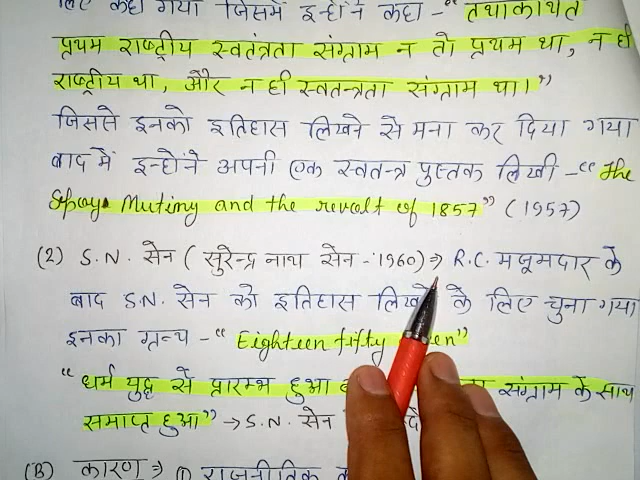 लिए कहा गया जिसमें इन्होंने कहा - "तथाकथित
प्रथम राष्ट्रीय स्वतंत्रता संग्राम न तो प्रथम था, न ही
राष्ट्रीय था, और न ही स्वतन्त्रता संग्राम था।"
जिससे इनको इतिहास लिखने से मना कर दिया गया
बाद में इन्होंने अपनी एक स्वतन्त्र पुस्तक लिखी - "The
Sepoy Mutiny and the revolt of 1857" (1957)
(2) S.N. सेन (सुरेन्द्र नाथ सेन - 1960) ⇒ R.C. मजूमदार के
बाद S.N. सेन को इतिहास लिखने के लिए चुना गया
इनका ग्रन्थ - "Eighteen fifty
"धर्म युद्ध से प्रारम्भ हुआ संग्राम के साथ
समाप्त हुआ" → S.N. सेन
(B) कारण ⇒ (1) राजनीतिक